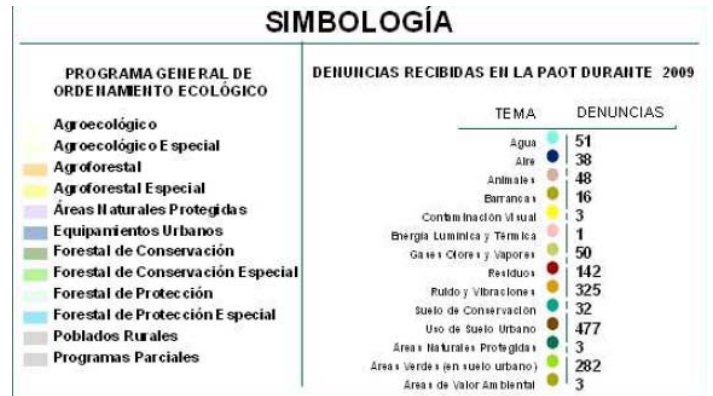 SIMBOLOGÍA
PROGRAMA GENERAL DE
ORDENAMIENTO ECOLÓGICO
Agroecológico
Agroecológico Especial
Agroforestal
Agroforestal Especial
Áreas Naturales Protegidas
Equipamientos Urbanos
Forestal de Conservación
Forestal de Conservación Especial
Forestal de Protección
Forestal de Protección Especial
Poblados Rurales
Programas Parciales
DENUNCIAS RECIBIDAS EN LA PAOT DURANTE 2009
TEMA DENUNCIAS
Agua 51
Aire 38
Animales 48
Barrancas 16
Contaminación Visual 3
Energía Lumínica y Térmica 1
Gases Olores y Vapores 50
Residuos 142
Ruido y Vibraciones 325
Suelo de Conservación 32
Uso de Suelo Urbano 477
Áreas Naturales Protegidas 3
Áreas Verdes (en suelo urbano) 282
Áreas de Valor Ambiental 3